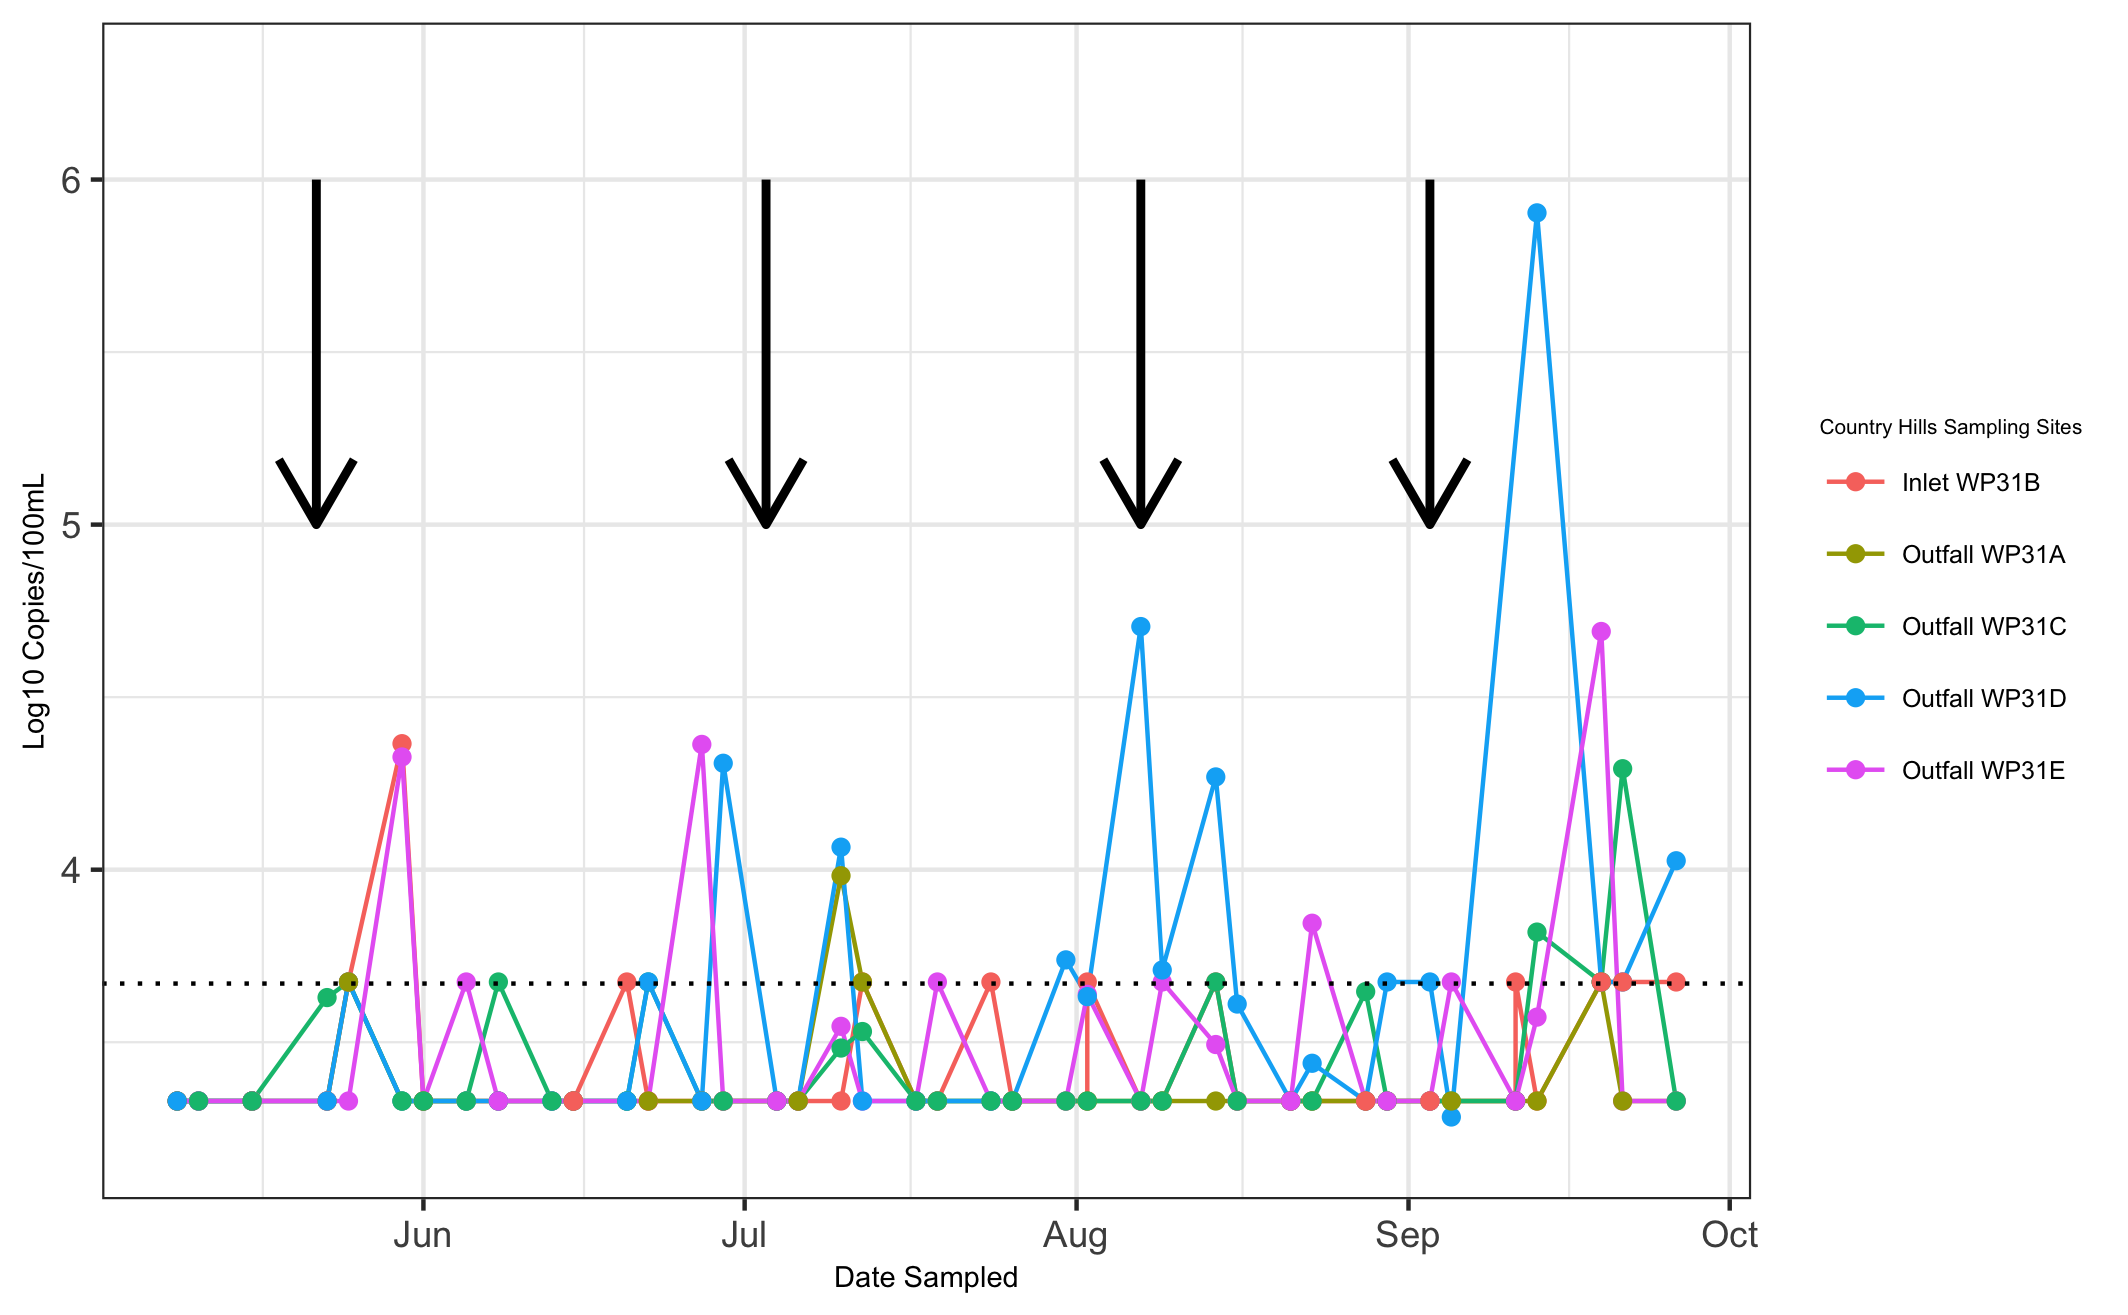 6
5
4
Log10 Copies/100mL
Jun
Jul
Aug
Sep
Oct
Date Sampled
Country Hills Sampling Sites
Inlet WP31B
Outfall WP31A
Outfall WP31C
Outfall WP31D
Outfall WP31E